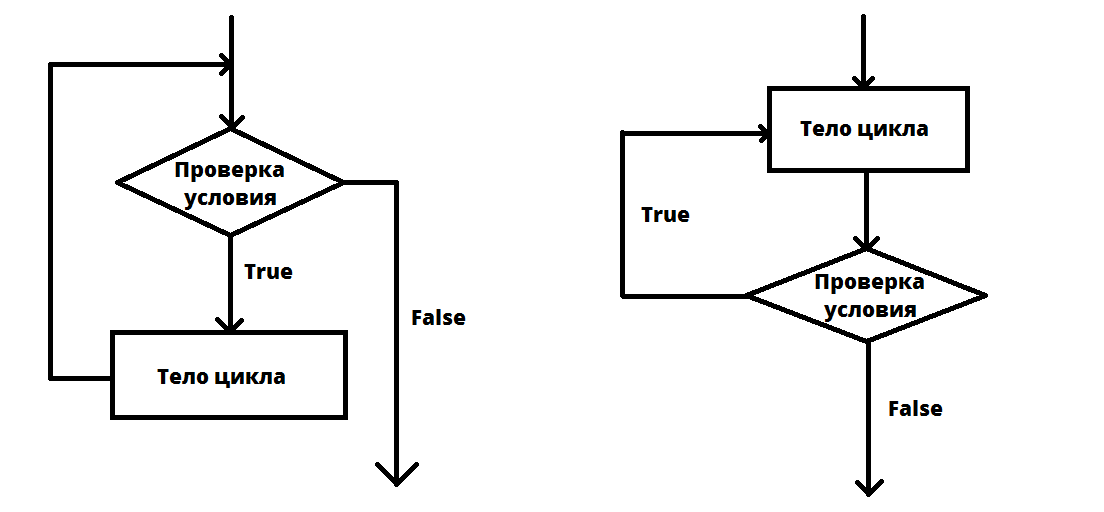 Проверка
условия
True
False
Тело цикла
Тело цикла
True
Проверка
условия
False